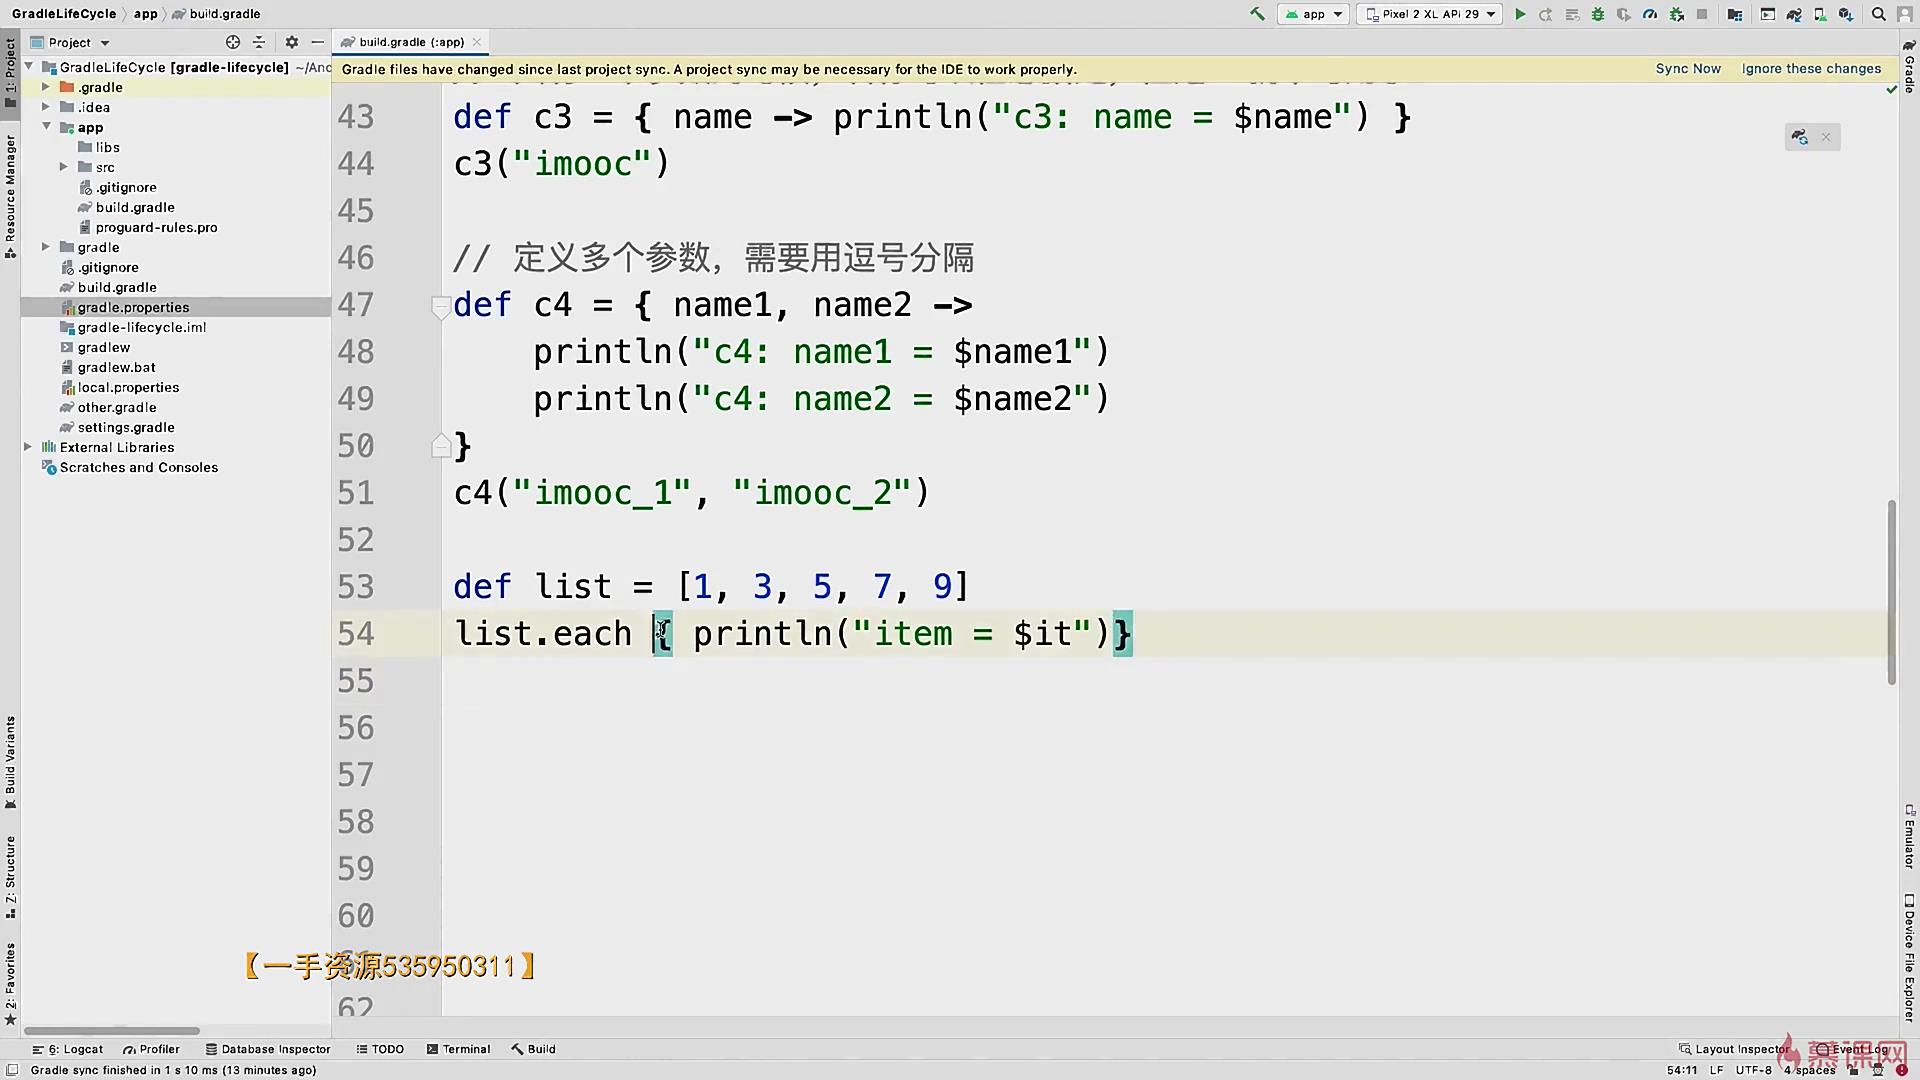 GradleLifeCycle app build.gradle
app Pixel 2 XL API 29
Project
build.gradle (:app)
Gradle files have changed since last project sync. A project sync may be necessary for the IDE to work properly.
Sync Now Ignore these changes
GradleLifeCycle [gradle-lifecycle] ~/And
.gradle
.idea
app
libs
src
.gitignore
build.gradle
proguard-rules.pro
gradle
.gitignore
build.gradle
gradle.properties
gradle-lifecycle.iml
gradlew
gradlew.bat
local.properties
other.gradle
settings.gradle
External Libraries
Scratches and Consoles
1: Project
Resource Manager
Build Variants
Z: Structure
2: Favorites
43 def c3 = { name -> println("c3: name = $name") }
44 c3("imooc")
45
46 // 定义多个参数，需要用逗号分隔
47 def c4 = { name1, name2 ->
48 println("c4: name1 = $name1")
49 println("c4: name2 = $name2")
50 }
51 c4("imooc_1", "imooc_2")
52
53 def list = [1, 3, 5, 7, 9]
54 list.each { println("item = $it")}
55
56
57
58
59
60
62
【一手资源535950311】
Gradle
Emulator
Device File Explorer
6: Logcat Profiler Database Inspector TODO Terminal Build
Layout Inspector Event Log
慕课网
Gradle sync finished in 1 s 10 ms (13 minutes ago)
54:11 LF UTF-8 4 spaces